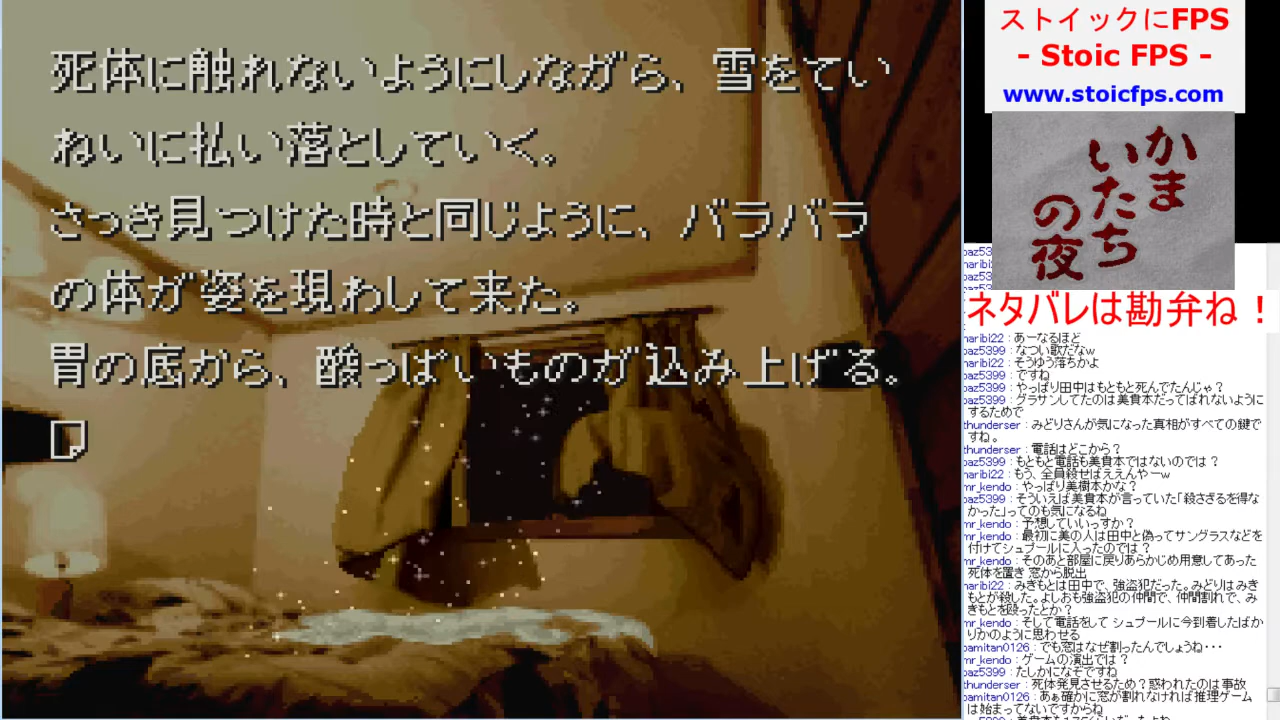 死体に触れないようにしながら、雪をてい
ねいに払い落としていく。
さっき見つけた時と同じように、バラバラ
の体が姿を現わして来た。
胃の底から、酸っぱいものが込み上げる。
ストイックにFPS
- Stoic FPS -
www.stoicfps.com
かま
いたち
の夜
ネタバレは勘弁ね！
haribi22：あーなるほど
paz5399：なつい歌だなw
haribi22：そうゆう落ちかよ
paz5399：ですね
paz5399：やっぱり田中はもともと死んでたんじゃ？
paz5399：グラサンしてたのは美貴本だってばれないように
するためで
thunderser：みどりさんが気になった真相がすべての鍵で
すね。
thunderser：電話はどこから？
paz5399：もともと電話も美貴本ではないのでは？
haribi22：もう、全員殺せばええんやーw
mr_kendo：やっぱり美樹本かな？
paz5399：そういえば美貴本が言っていた「殺さざるを得な
かった」ってのも気になるね
mr_kendo：予想していいっすか？
mr_kendo：最初に美の人は田中と偽ってサングラスなどを
付けてシュプールに入ったのでは？
mr_kendo：そのあと部屋に戻りあらかじめ用意してあった
死体を置き 窓から脱出
haribi22：みきもとは田中で、強盗犯だった。みどりはみき
もとが殺した。よしおも強盗犯の仲間で、仲間割れで、み
きもとを殴ったとか？
mr_kendo：そして電話をして シュプールに今到着したばか
りかのように思わせる
pamitan0126：でも窓はなぜ割ったんでしょうね・・・
mr_kendo：ゲームの演出では？
paz5399：たしかになぞですね
thunderser：死体発見させるため？惑われたのは事故
pamitan0126：あぁ確かに窓が割れなければ推理ゲーム
は始まってないですからね